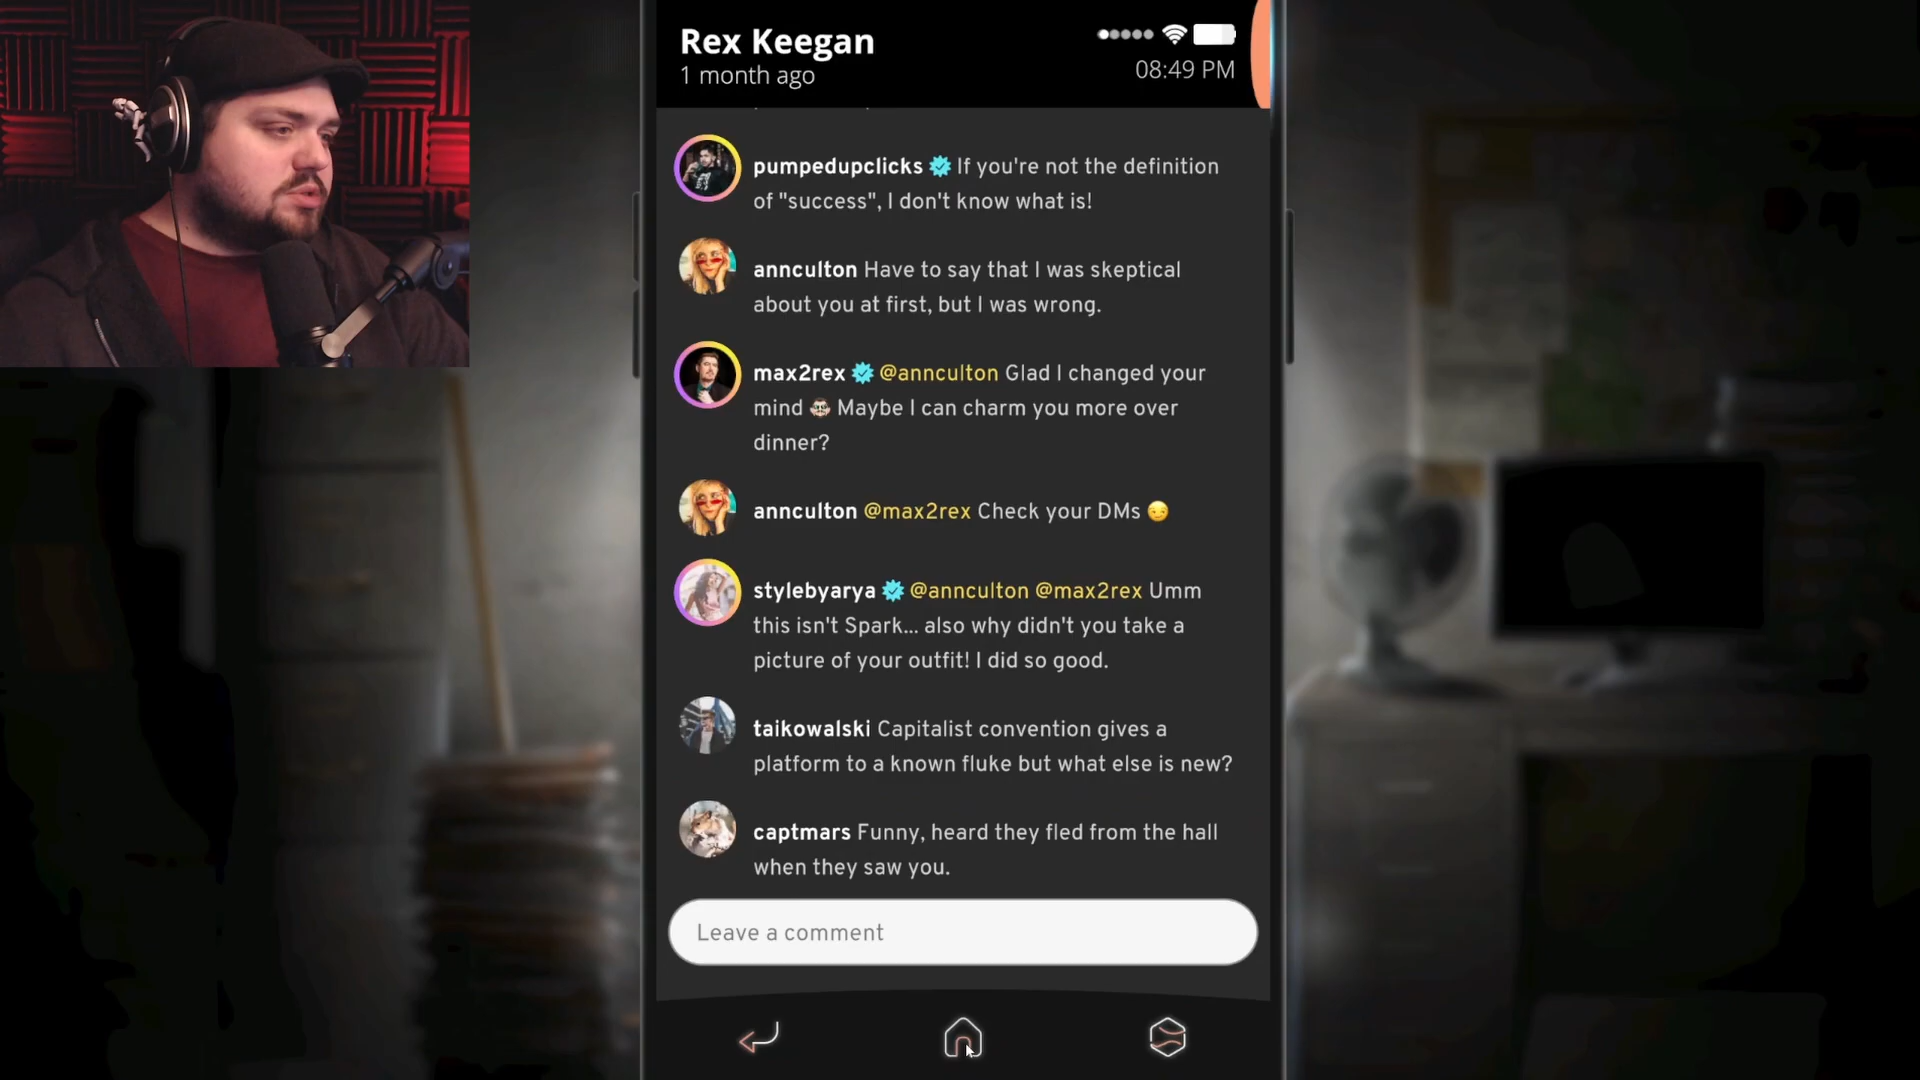 Rex Keegan
1 month ago
08:49 PM
pumpedupclicks If you're not the definition
of "success", I don't know what is!
annculton Have to say that I was skeptical
about you at first, but I was wrong.
max2rex @annculton Glad I changed your
mind Maybe I can charm you more over
dinner?
annculton @max2rex Check your DMs 😏
stylebyarya @annculton @max2rex Umm
this isn't Spark... also why didn't you take a
picture of your outfit! I did so good.
taikowalski Capitalist convention gives a
platform to a known fluke but what else is new?
captmars Funny, heard they fled from the hall
when they saw you.
Leave a comment